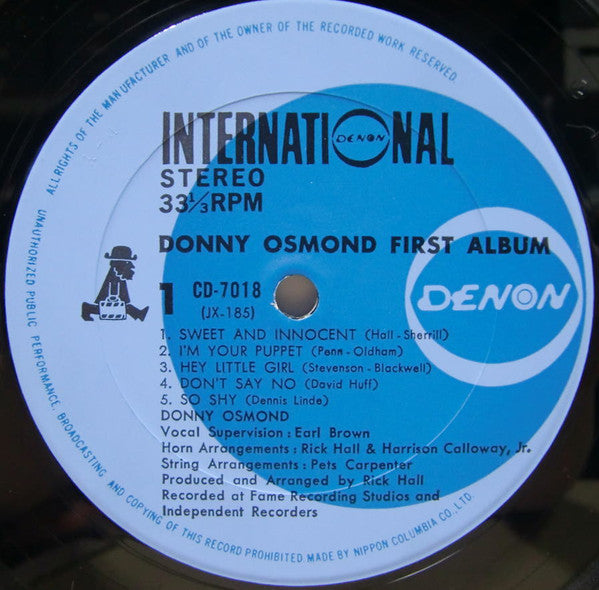 ALL RIGHTS OF THE MANUFACTURER AND OF THE OWNER OF THE RECORDED WORK RESERVED.
INTERNATIONAL
DENON
STEREO
33 1/3 RPM
DONNY OSMOND FIRST ALBUM
DENON
1 CD-7018
(JX-185)
1. SWEET AND INNOCENT (Hall-Sherrill)
2. I'M YOUR PUPPET (Penn-Oldham)
3. HEY LITTLE GIRL (Stevenson-Blackwell)
4. DON'T SAY NO (David Huff)
5. SO SHY (Dennis Linde)
DONNY OSMOND
Vocal Supervision : Earl Brown
Horn Arrangements : Rick Hall & Harrison Calloway, Jr.
String Arrangements : Pets Carpenter
Produced and Arranged by Rick Hall
Recorded at Fame Recording Studios and
Independent Recorders
UNAUTHORIZED PUBLIC PERFORMANCE, BROADCASTING AND COPYING OF THIS RECORD PROHIBITED. MADE BY NIPPON COLUMBIA CO., LTD.